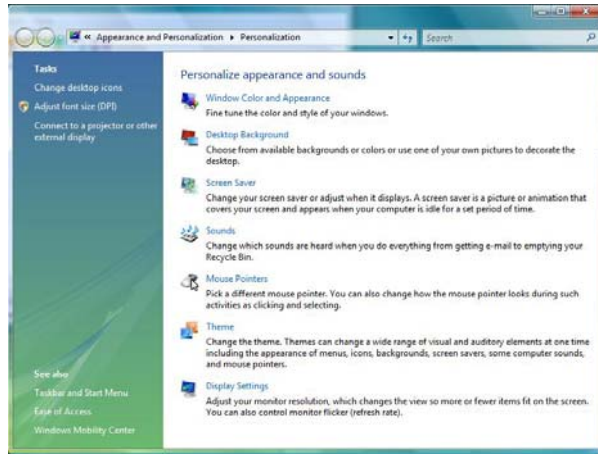 « Appearance and Personalization ▸ Personalization
Search
Tasks
Change desktop icons
Adjust font size (DPI)
Connect to a projector or other
external display
Personalize appearance and sounds
Window Color and Appearance
Fine tune the color and style of your windows.
Desktop Background
Choose from available backgrounds or colors or use one of your own pictures to decorate the
desktop.
Screen Saver
Change your screen saver or adjust when it displays. A screen saver is a picture or animation that
covers your screen and appears when your computer is idle for a set period of time.
Sounds
Change which sounds are heard when you do everything from getting e-mail to emptying your
Recycle Bin.
Mouse Pointers
Pick a different mouse pointer. You can also change how the mouse pointer looks during such
activities as clicking and selecting.
Theme
Change the theme. Themes can change a wide range of visual and auditory elements at one time
including the appearance of menus, icons, backgrounds, screen savers, some computer sounds,
and mouse pointers.
Display Settings
Adjust your monitor resolution, which changes the view so more or fewer items fit on the screen.
You can also control monitor flicker (refresh rate).
See also
Taskbar and Start Menu
Ease of Access
Windows Mobility Center